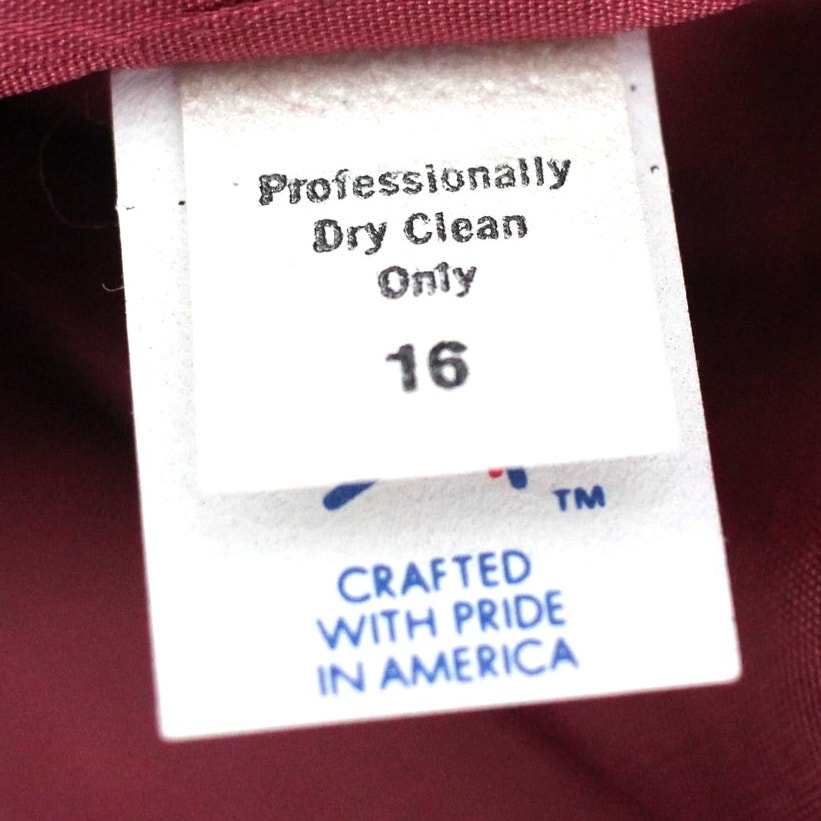 Professionally
Dry Clean
Only
16
TM
CRAFTED
WITH PRIDE
IN AMERICA